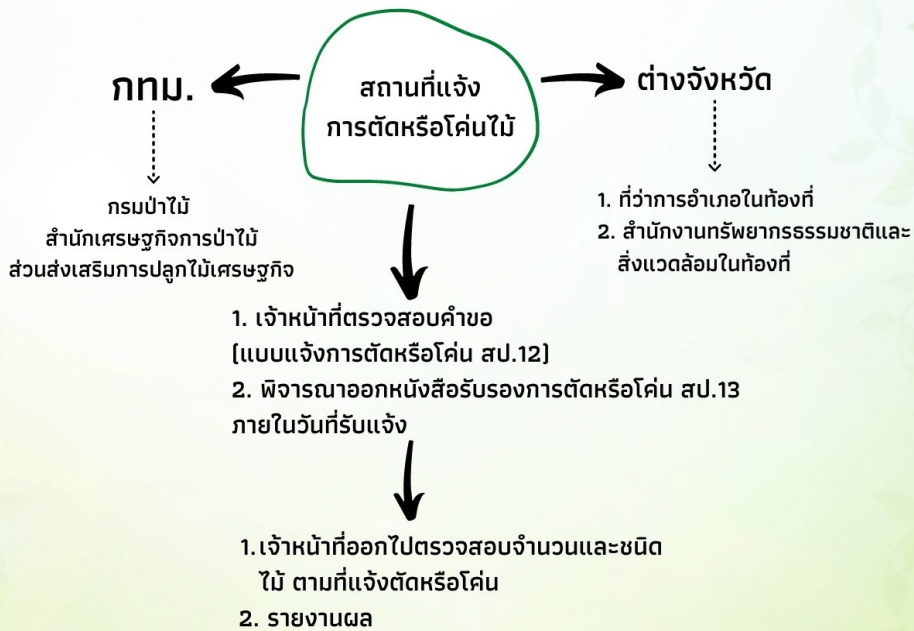 สถานที่แจ้ง
การตัดหรือโค่นไม้
กทม.
กรมป่าไม้
สำนักเศรษฐกิจการป่าไม้
ส่วนส่งเสริมการปลูกไม้เศรษฐกิจ
ต่างจังหวัด
1. ที่ว่าการอำเภอในท้องที่
2. สำนักงานทรัพยากรธรรมชาติและ
สิ่งแวดล้อมในท้องที่
1. เจ้าหน้าที่ตรวจสอบคำขอ
(แบบแจ้งการตัดหรือโค่น สป.12)
2. พิจารณาออกหนังสือรับรองการตัดหรือโค่น สป.13
ภายในวันที่รับแจ้ง
1. เจ้าหน้าที่ออกไปตรวจสอบจำนวนและชนิด
ไม้ ตามที่แจ้งตัดหรือโค่น
2. รายงานผล